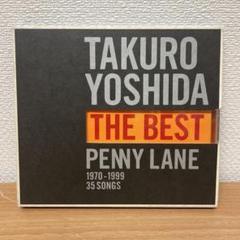 TAKURO
YOSHIDA
THE BEST
PENNY LANE
1970-1999
35 SONGS